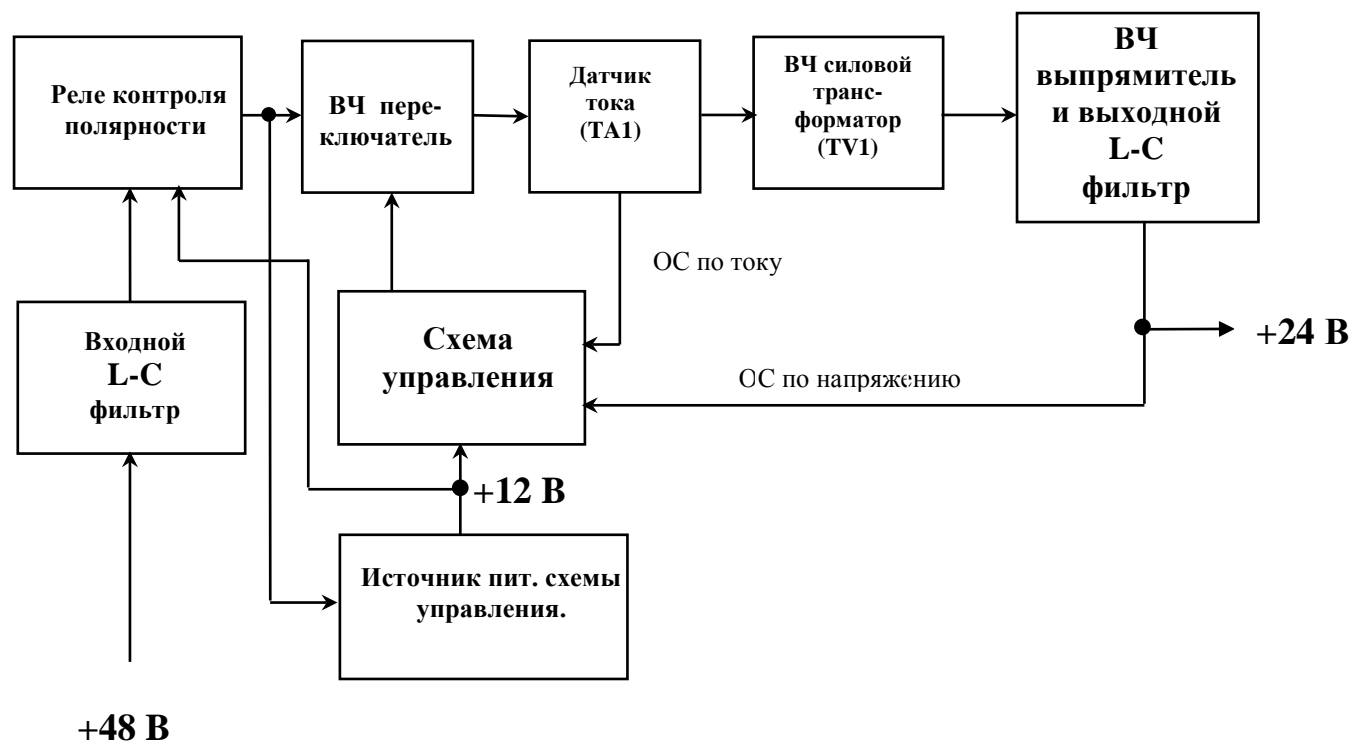 Реле контроля
полярности
ВЧ пере-
ключатель
Датчик
тока
(ТА1)
ВЧ силовой
транс-
форматор
(TV1)
ВЧ
выпрямитель
и выходной
L-C
фильтр
ОС по току
Входной
L-C
фильтр
Схема
управления
+24 В
ОС по напряжению
+12 В
Источник пит. схемы
управления.
+48 В